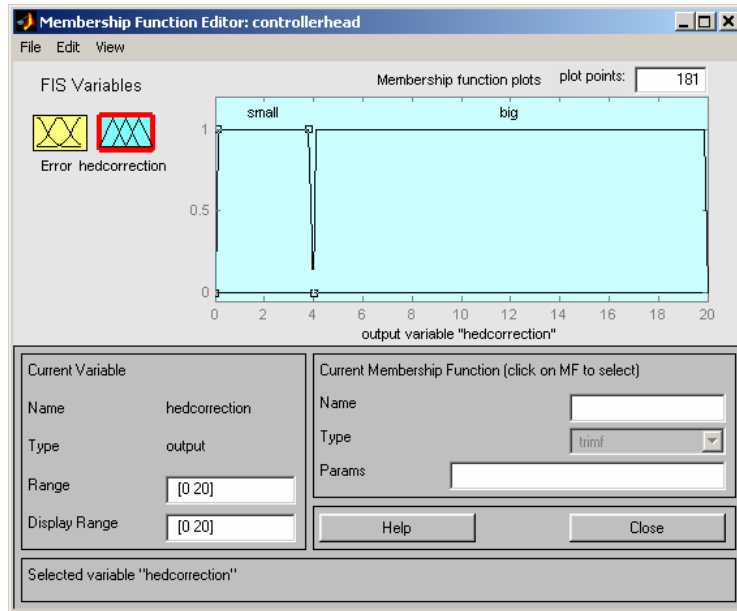 Membership Function Editor: controllerhead
File Edit View
FIS Variables
Membership function plots plot points: 181
small big
1
0.5
0
Error hedcorrection
0 2 4 6 8 10 12 14 16 18 20
output variable "hedcorrection"
Current Variable
Name hedcorrection
Type output
Range [0 20]
Display Range [0 20]
Current Membership Function (click on MF to select)
Name
Type trimf
Params
Help Close
Selected variable "hedcorrection"